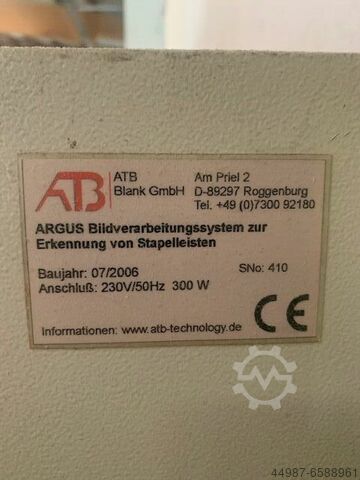 ATB
ATB
Blank GmbH
Am Priel 2
D-89297 Roggenburg
Tel. +49 (0)7300 92180
ARGUS Bildverarbeitungssystem zur
Erkennung von Stapelleisten
Baujahr: 07/2006
SNo: 410
Anschluß: 230V/50Hz 300 W
CE
Informationen: www.atb-technology.de
44987-6588961